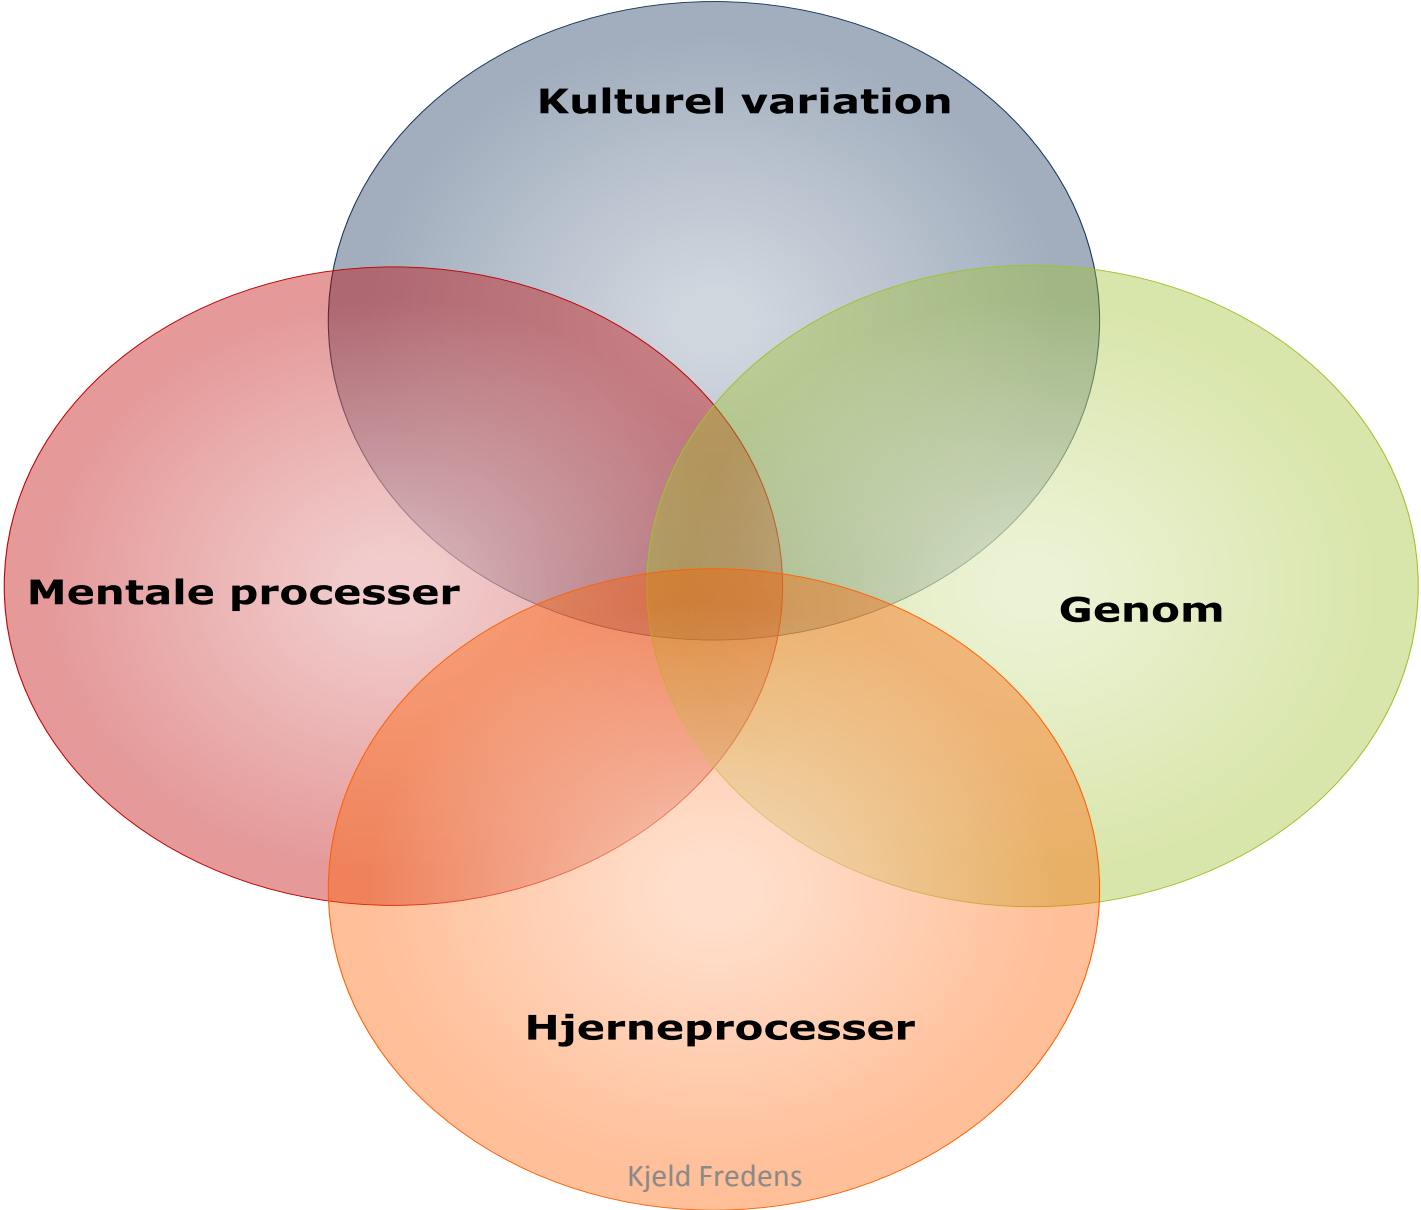 Kulturel variation
Mentale processer
Genom
Hjerneprocesser
Kjeld Fredens